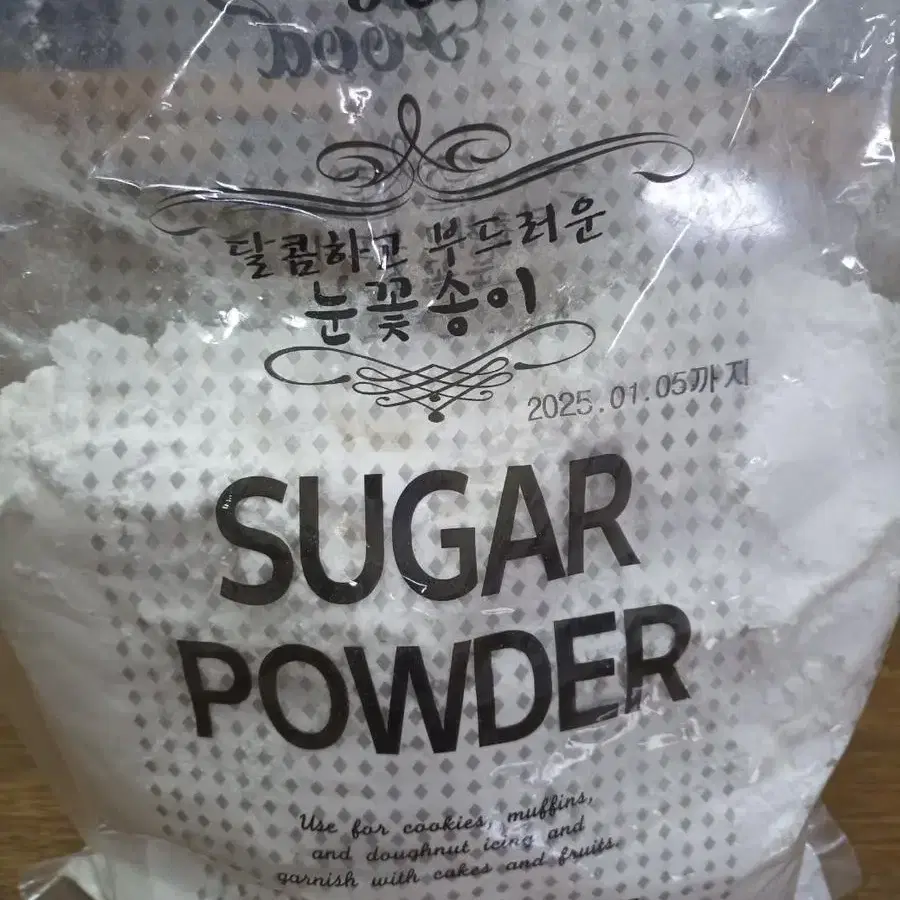 달콤하고 부드러운
눈꽃송이
2025.01.05까지
SUGAR
POWDER
Use for cookies, muffins,
and doughnut icing and
garnish with cakes and fruits.